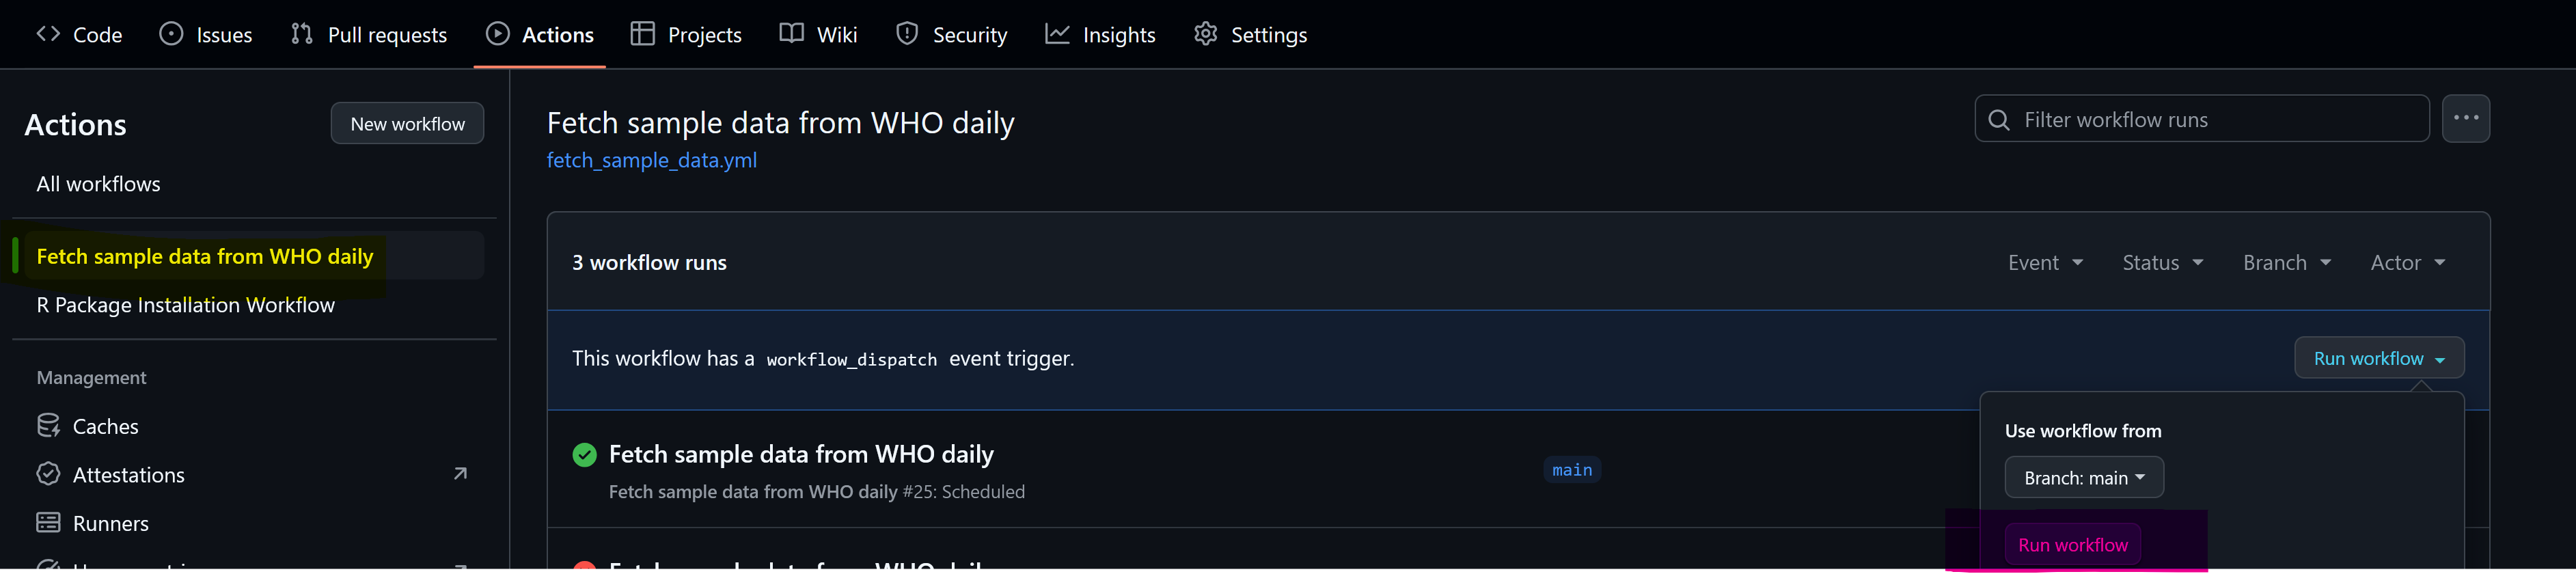 Code Issues Pull requests Actions Projects Wiki Security Insights Settings
Actions
New workflow
All workflows
Fetch sample data from WHO daily
R Package Installation Workflow
Management
Caches
Attestations
Runners
Fetch sample data from WHO daily
fetch_sample_data.yml
Filter workflow runs
3 workflow runs
Event Status Branch Actor
This workflow has a workflow_dispatch event trigger.
Run workflow
Use workflow from
Branch: main
Run workflow
Fetch sample data from WHO daily
Fetch sample data from WHO daily #25: Scheduled
main